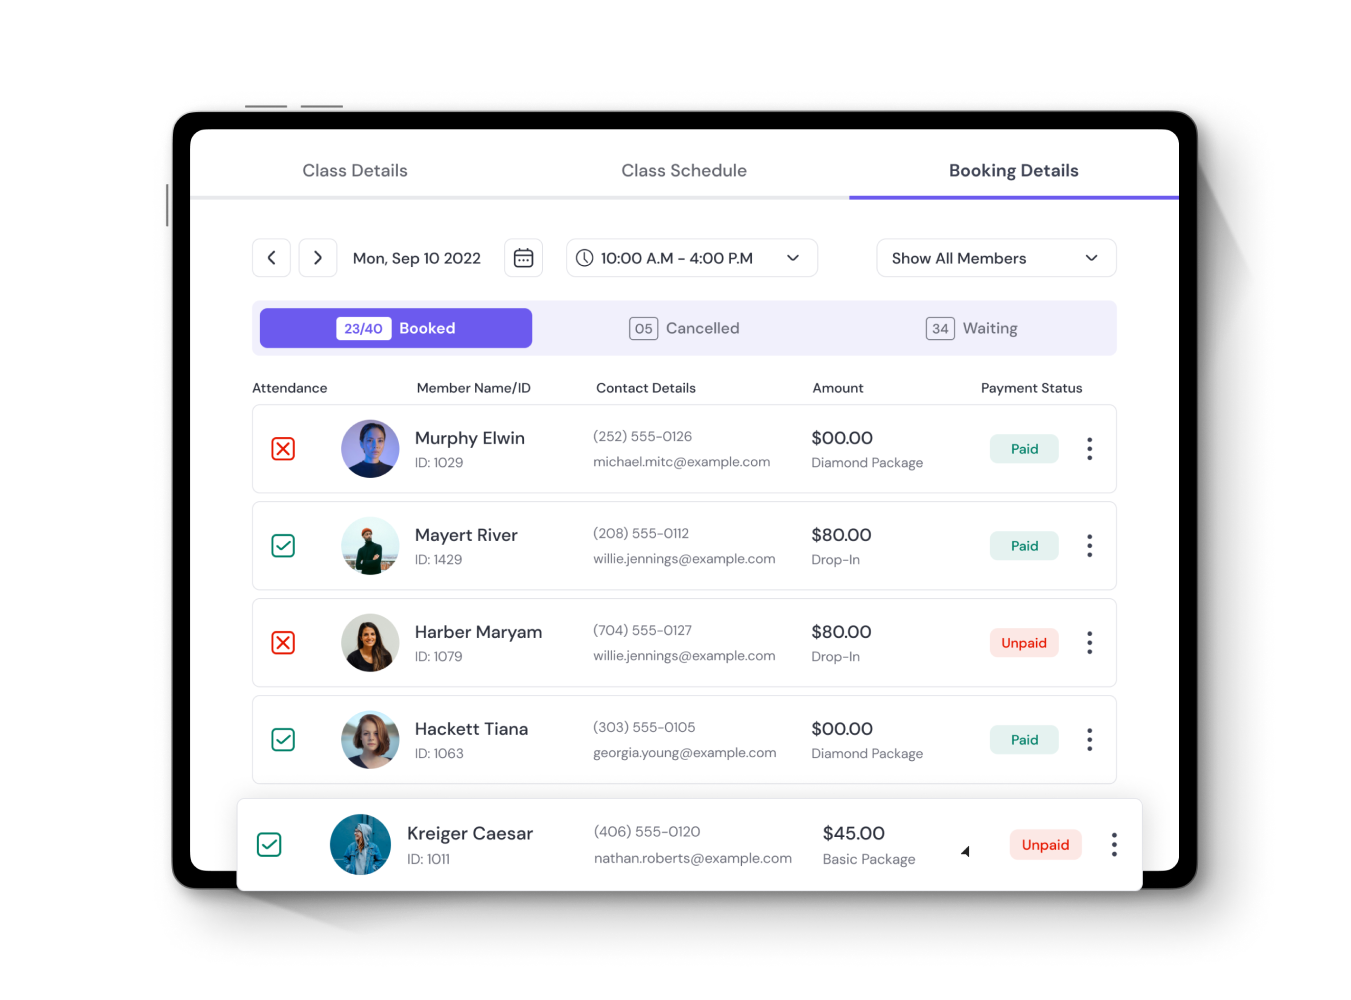 Class Details Class Schedule Booking Details
Mon, Sep 10 2022 10:00 A.M - 4:00 P.M Show All Members
23/40 Booked 05 Cancelled 34 Waiting
Attendance Member Name/ID Contact Details Amount Payment Status
Murphy Elwin (252) 555-0126 $00.00 Paid
ID: 1029 michael.mitc@example.com Diamond Package
Mayert River (208) 555-0112 $80.00 Paid
ID: 1429 willie.jennings@example.com Drop-In
Harber Maryam (704) 555-0127 $80.00 Unpaid
ID: 1079 willie.jennings@example.com Drop-In
Hackett Tiana (303) 555-0105 $00.00 Paid
ID: 1063 georgia.young@example.com Diamond Package
Kreiger Caesar (406) 555-0120 $45.00 Unpaid
ID: 1011 nathan.roberts@example.com Basic Package